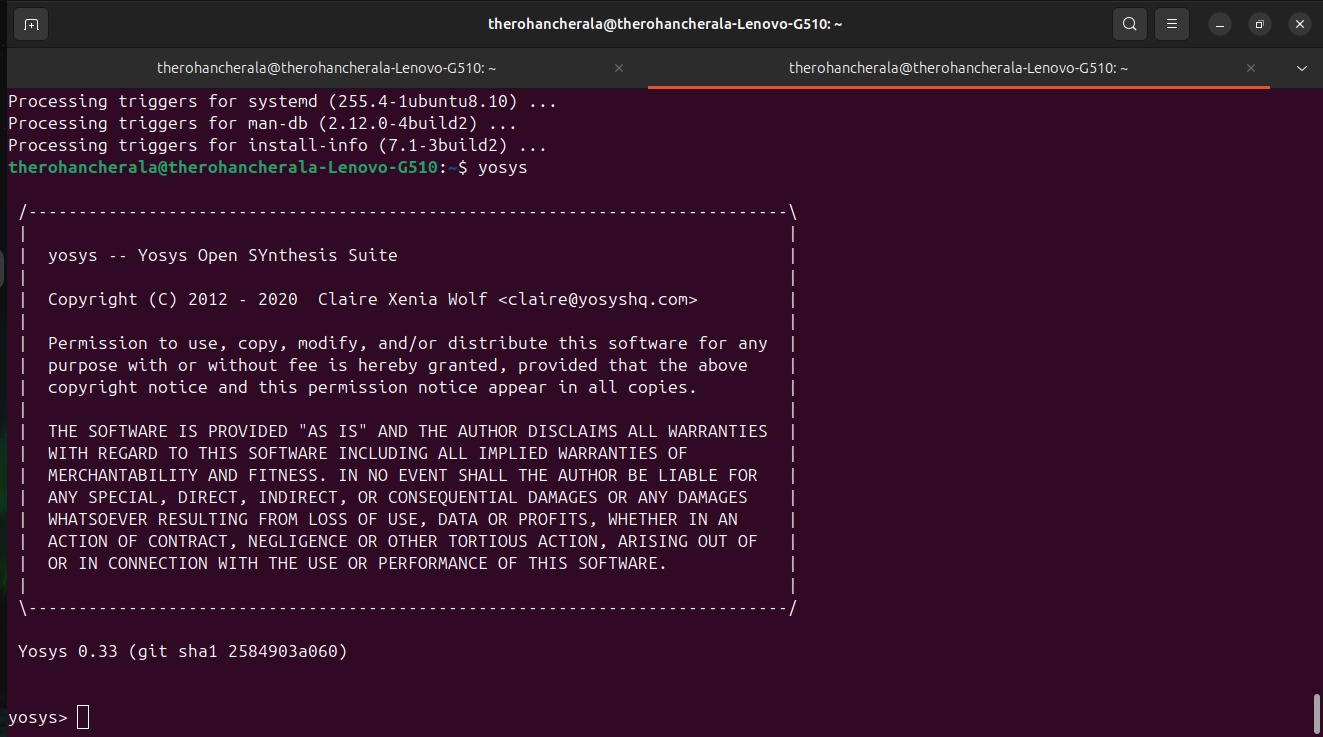 therohancherala@therohancherala-Lenovo-G510: ~
therohancherala@therohancherala-Lenovo-G510: ~
therohancherala@therohancherala-Lenovo-G510: ~
Processing triggers for systemd (255.4-1ubuntu8.10) ...
Processing triggers for man-db (2.12.0-4build2) ...
Processing triggers for install-info (7.1-3build2) ...
therohancherala@therohancherala-Lenovo-G510:~$ yosys
/----------------------------------------------------------------------------\
|                                                                            |
|  yosys -- Yosys Open SYnthesis Suite                                       |
|                                                                            |
|  Copyright (C) 2012 - 2020  Claire Xenia Wolf <claire@yosyshq.com>         |
|                                                                            |
|  Permission to use, copy, modify, and/or distribute this software for any  |
|  purpose with or without fee is hereby granted, provided that the above    |
|  copyright notice and this permission notice appear in all copies.         |
|                                                                            |
|  THE SOFTWARE IS PROVIDED "AS IS" AND THE AUTHOR DISCLAIMS ALL WARRANTIES  |
|  WITH REGARD TO THIS SOFTWARE INCLUDING ALL IMPLIED WARRANTIES OF          |
|  MERCHANTABILITY AND FITNESS. IN NO EVENT SHALL THE AUTHOR BE LIABLE FOR   |
|  ANY SPECIAL, DIRECT, INDIRECT, OR CONSEQUENTIAL DAMAGES OR ANY DAMAGES    |
|  WHATSOEVER RESULTING FROM LOSS OF USE, DATA OR PROFITS, WHETHER IN AN     |
|  ACTION OF CONTRACT, NEGLIGENCE OR OTHER TORTIOUS ACTION, ARISING OUT OF   |
|  OR IN CONNECTION WITH THE USE OR PERFORMANCE OF THIS SOFTWARE.            |
|                                                                            |
\----------------------------------------------------------------------------/
Yosys 0.33 (git sha1 2584903a060)
yosys>